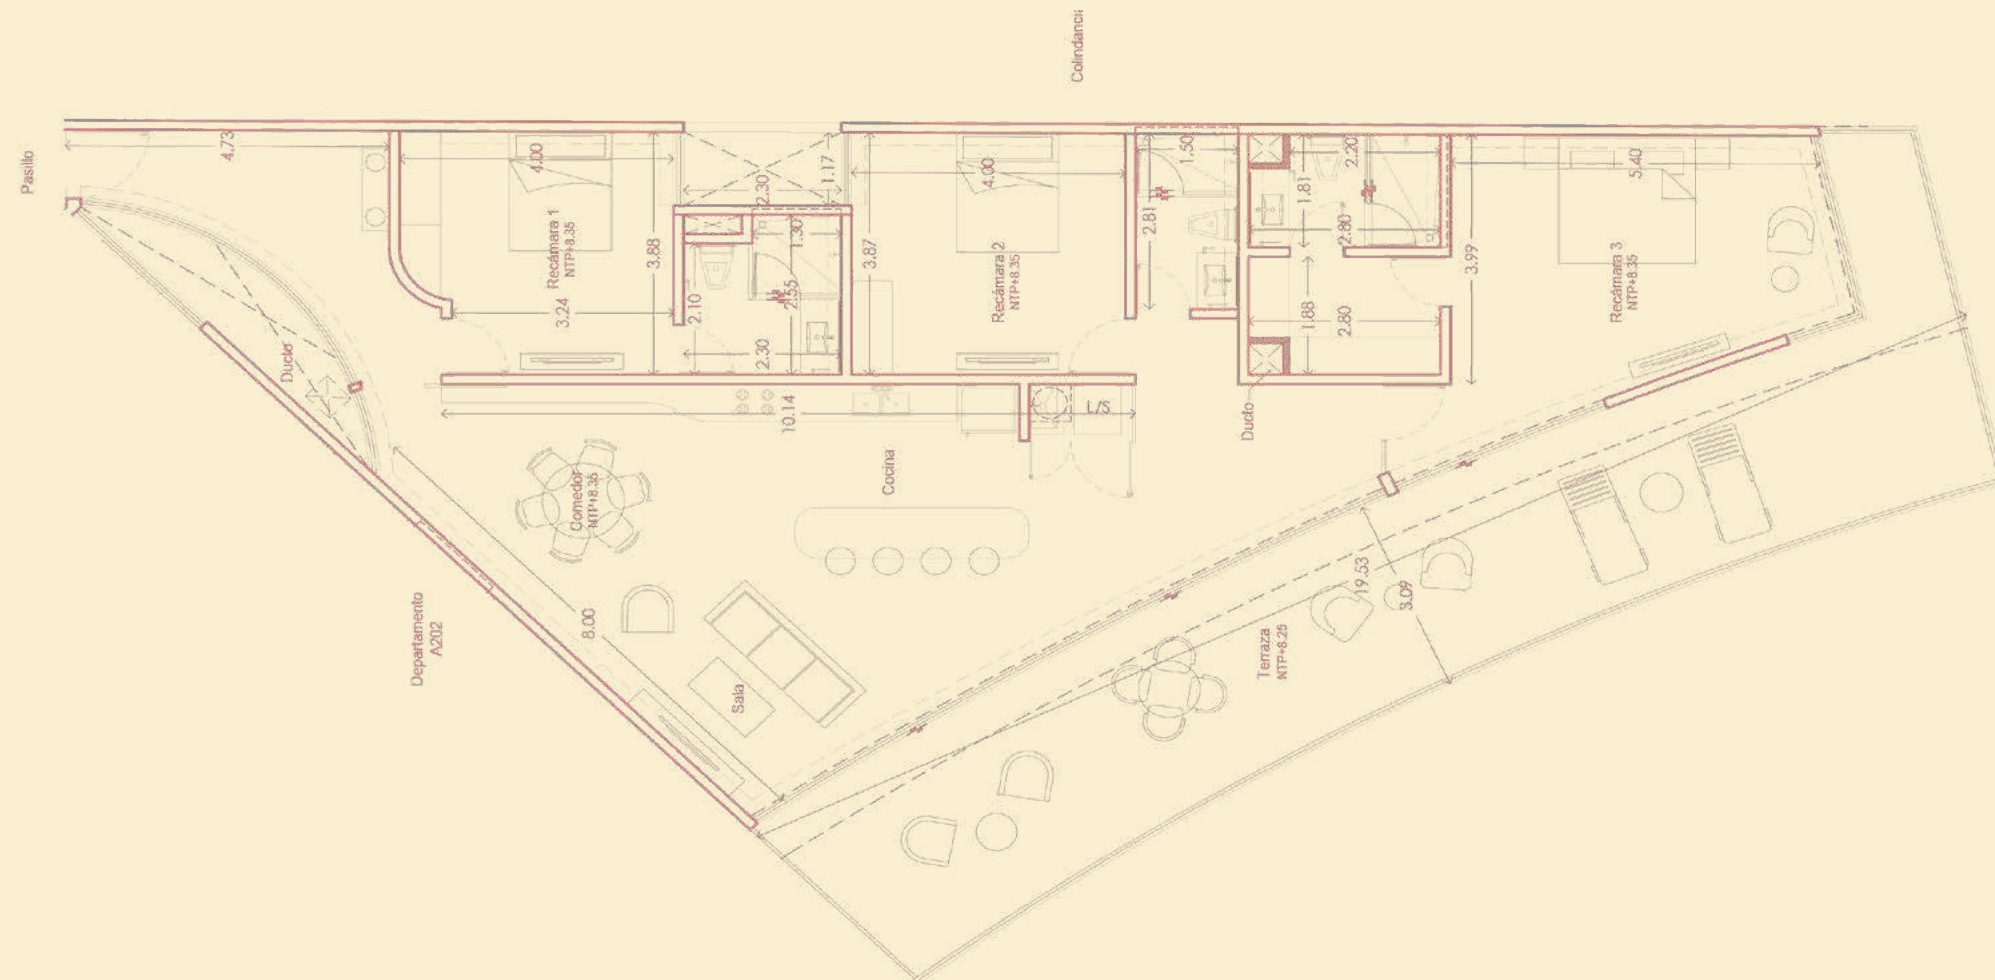 Colindancia
Pasillo
4.73
4.00
Recámara 1
NTP+8.35
3.24
3.88
2.30
1.17
1.30
2.10
2.55
2.30
3.87
4.00
Recámara 2
NTP+8.35
1.50
2.81
2.20
1.81
2.80
1.88
2.80
3.99
5.40
Recámara 3
NTP+8.35
Ducto
Ducto
10.14
L/S
Comedor
NTP+8.35
Cocina
Departamento
A202
8.00
Sala
19.53
3.09
Terraza
NTP+8.25